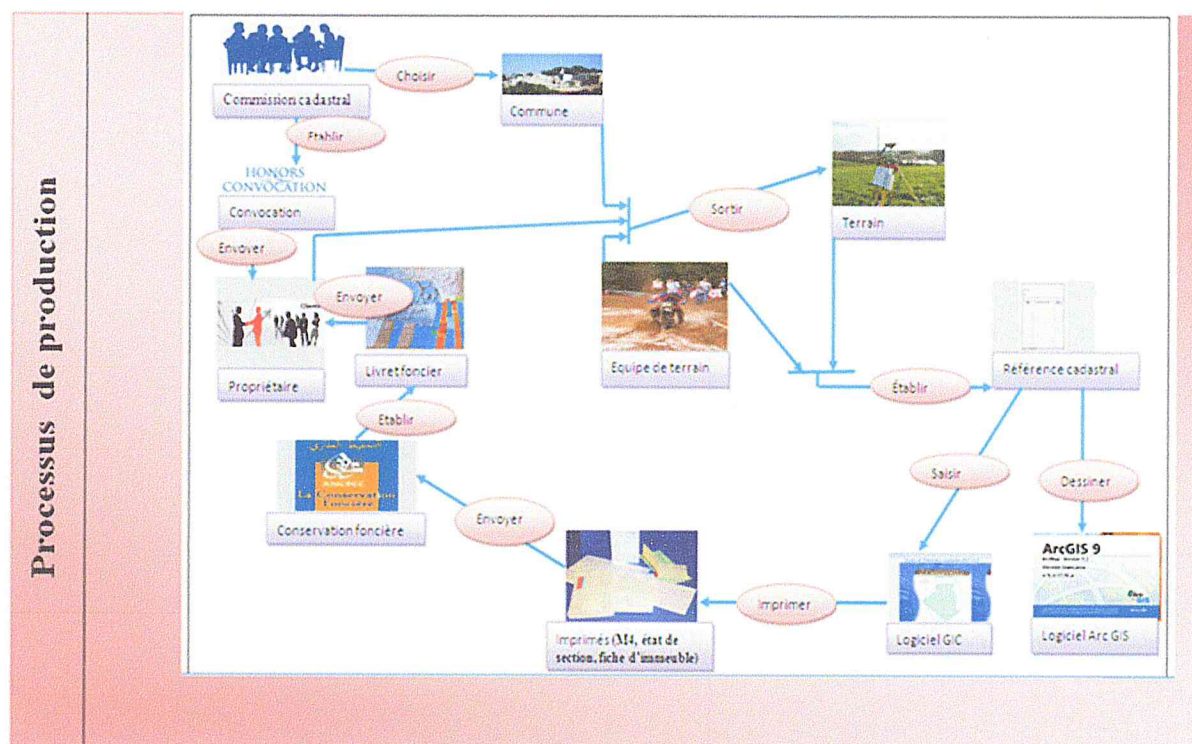 Processus de production
Commission cadastral
Choisir
Commune
Etablir
HONORS
CONVOCATION
Convocation
Envoyer
Sortir
Terrain
Envoyer
Propriétaire
Livret foncier
Equipe de terrain
Établir
Référence cadastral
Etablir
La Conservation
Foncière
Conservation foncière
Envoyer
Saisir
Dessiner
ArcGIS 9
Imprimer
Imprimés (M4, état de
section, fiche d'immeuble)
Logiciel GIC
Logiciel Arc GIS